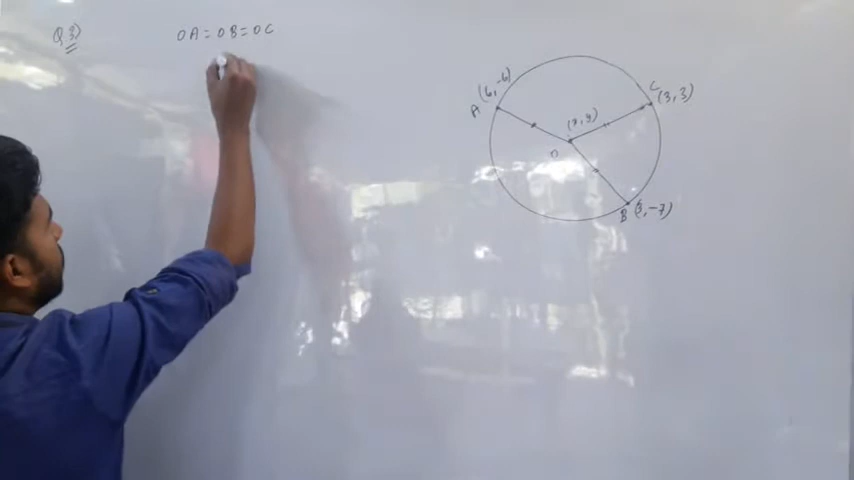 Q.3)
OA = OB = OC
A (6,-6)
C (3,3)
(x,y)
O
B (3,-7)